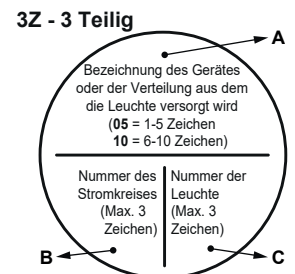 3Z - 3 Teilig
A
Bezeichnung des Gerätes
oder der Verteilung aus dem
die Leuchte versorgt wird
(05 = 1-5 Zeichen
10 = 6-10 Zeichen)
Nummer des
Stromkreises
(Max. 3
Zeichen)
Nummer der
Leuchte
(Max. 3
Zeichen)
B
C